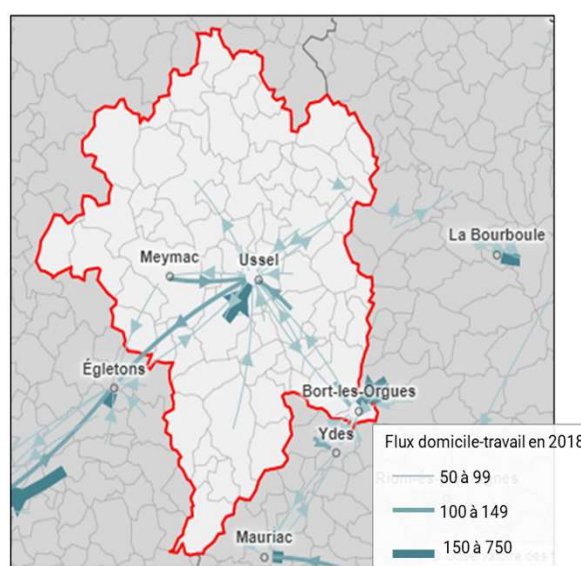 La Bourboule
Meymac
Ussel
Égletons
Bort-les-Orgues
Ydes
Mauriac
Flux domicile-travail en 2018
50 à 99
100 à 149
150 à 750